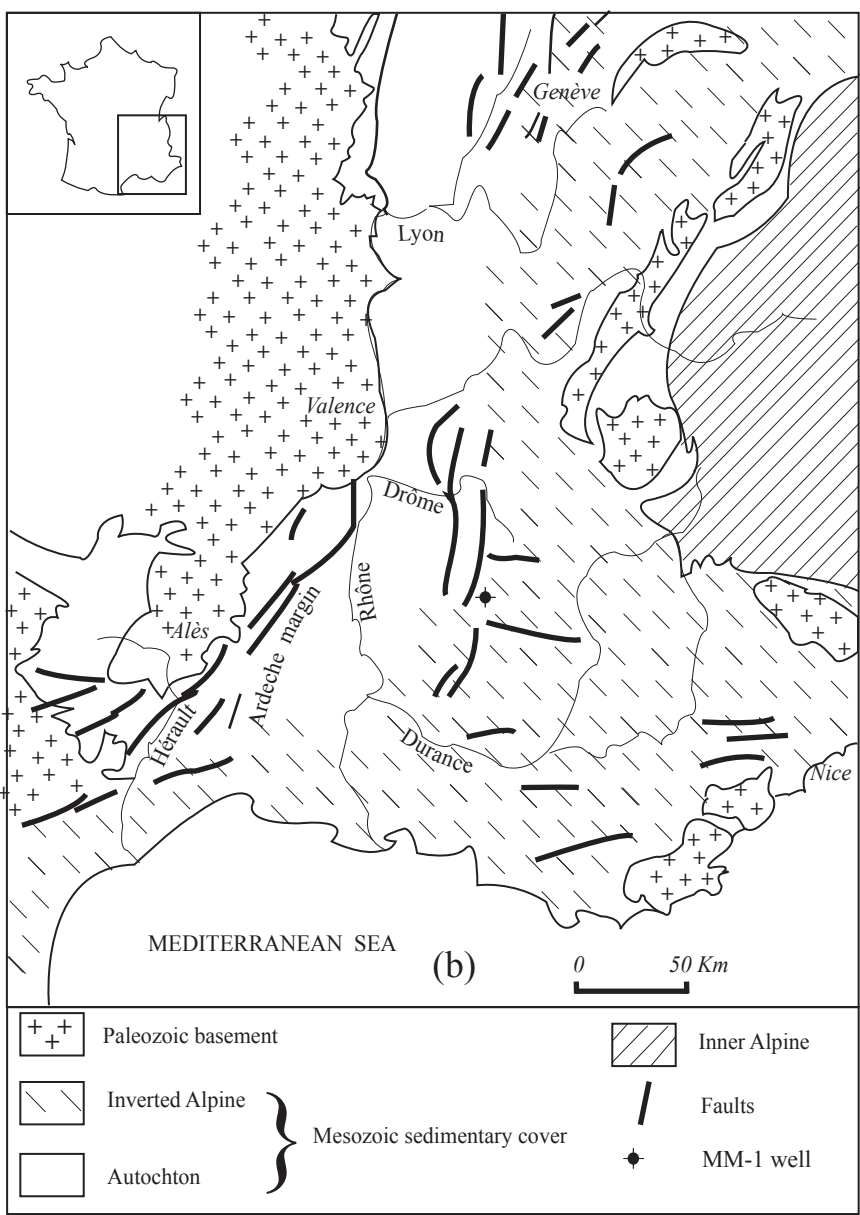 Genève
Lyon
Valence
Drôme
Rhône
Ardeche margin
Alès
Hérault
Durance
Nice
MEDITERRANEAN SEA
(b)
0 50 Km
Paleozoic basement
Inverted Alpine
Autochton
Mesozoic sedimentary cover
Inner Alpine
Faults
MM-1 well